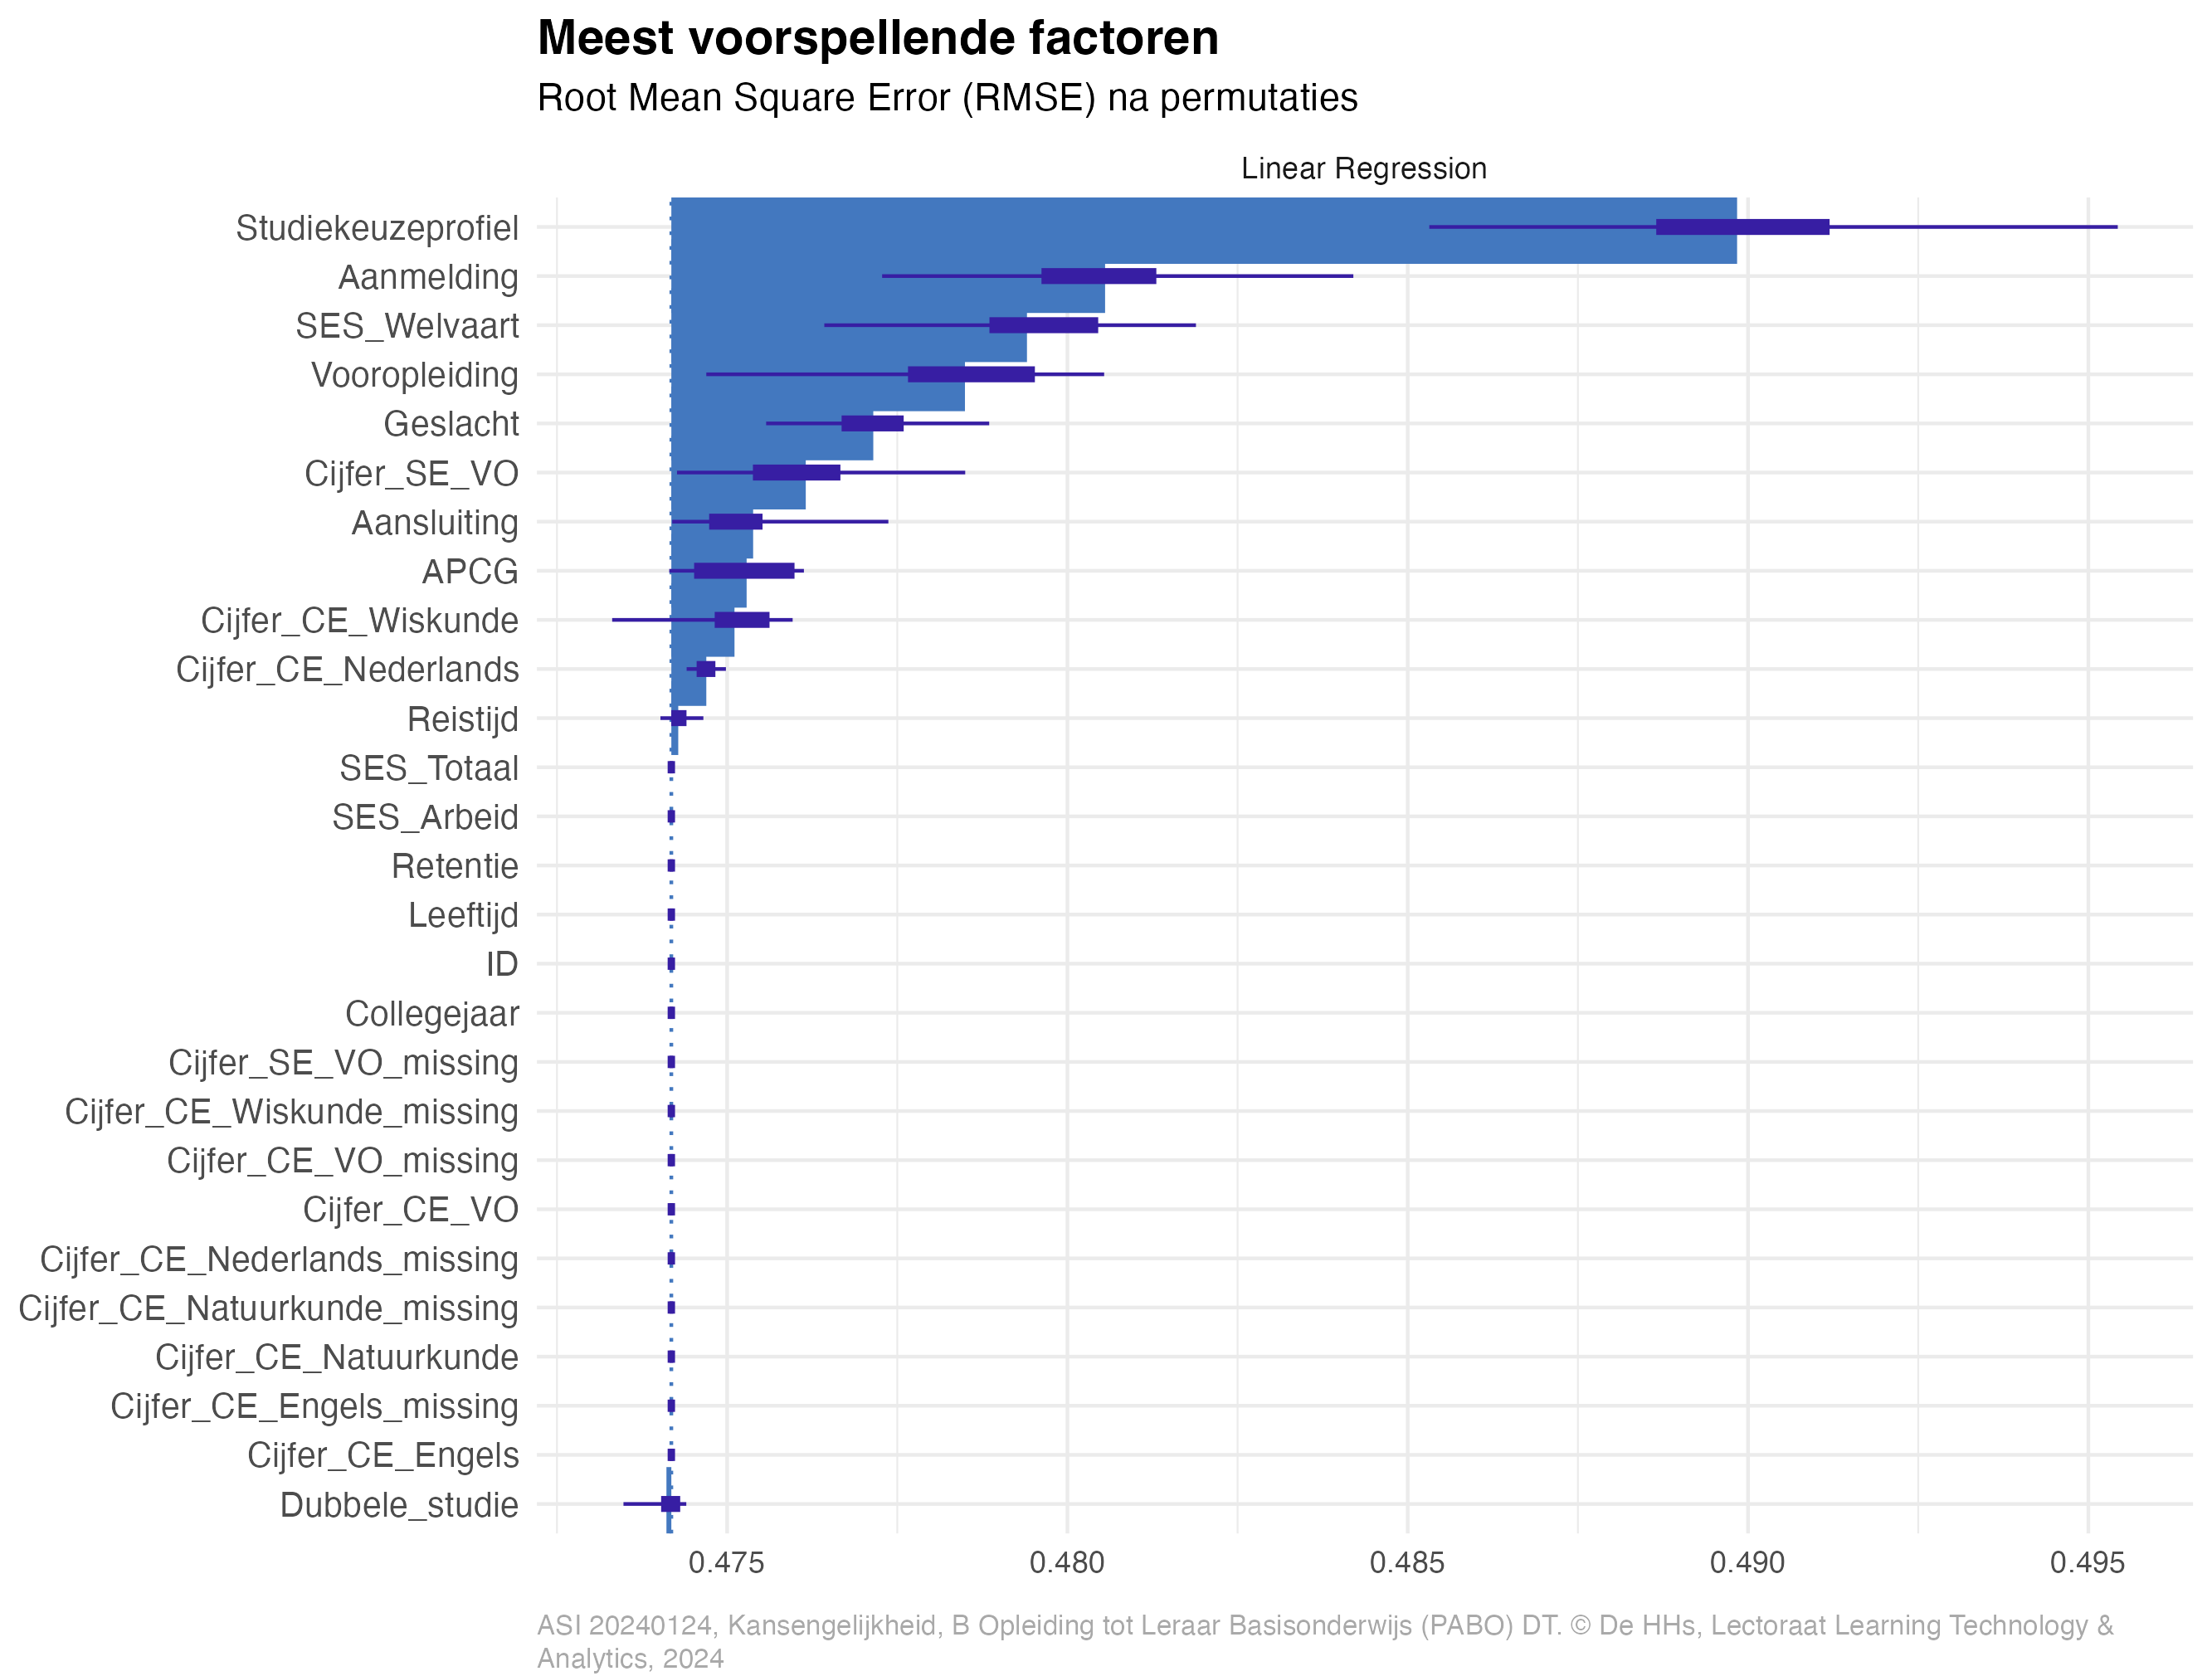 Meest voorspellende factoren
Root Mean Square Error (RMSE) na permutaties
Linear Regression
Studiekeuzeprofiel
Aanmelding
SES_Welvaart
Vooropleiding
Geslacht
Cijfer_SE_VO
Aansluiting
APCG
Cijfer_CE_Wiskunde
Cijfer_CE_Nederlands
Reistijd
SES_Totaal
SES_Arbeid
Retentie
Leeftijd
ID
Collegejaar
Cijfer_SE_VO_missing
Cijfer_CE_Wiskunde_missing
Cijfer_CE_VO_missing
Cijfer_CE_VO
Cijfer_CE_Nederlands_missing
Cijfer_CE_Natuurkunde_missing
Cijfer_CE_Natuurkunde
Cijfer_CE_Engels_missing
Cijfer_CE_Engels
Dubbele_studie
0.475 0.480 0.485 0.490 0.495
ASI 20240124, Kansengelijkheid, B Opleiding tot Leraar Basisonderwijs (PABO) DT. © De HHs, Lectoraat Learning Technology &
Analytics, 2024